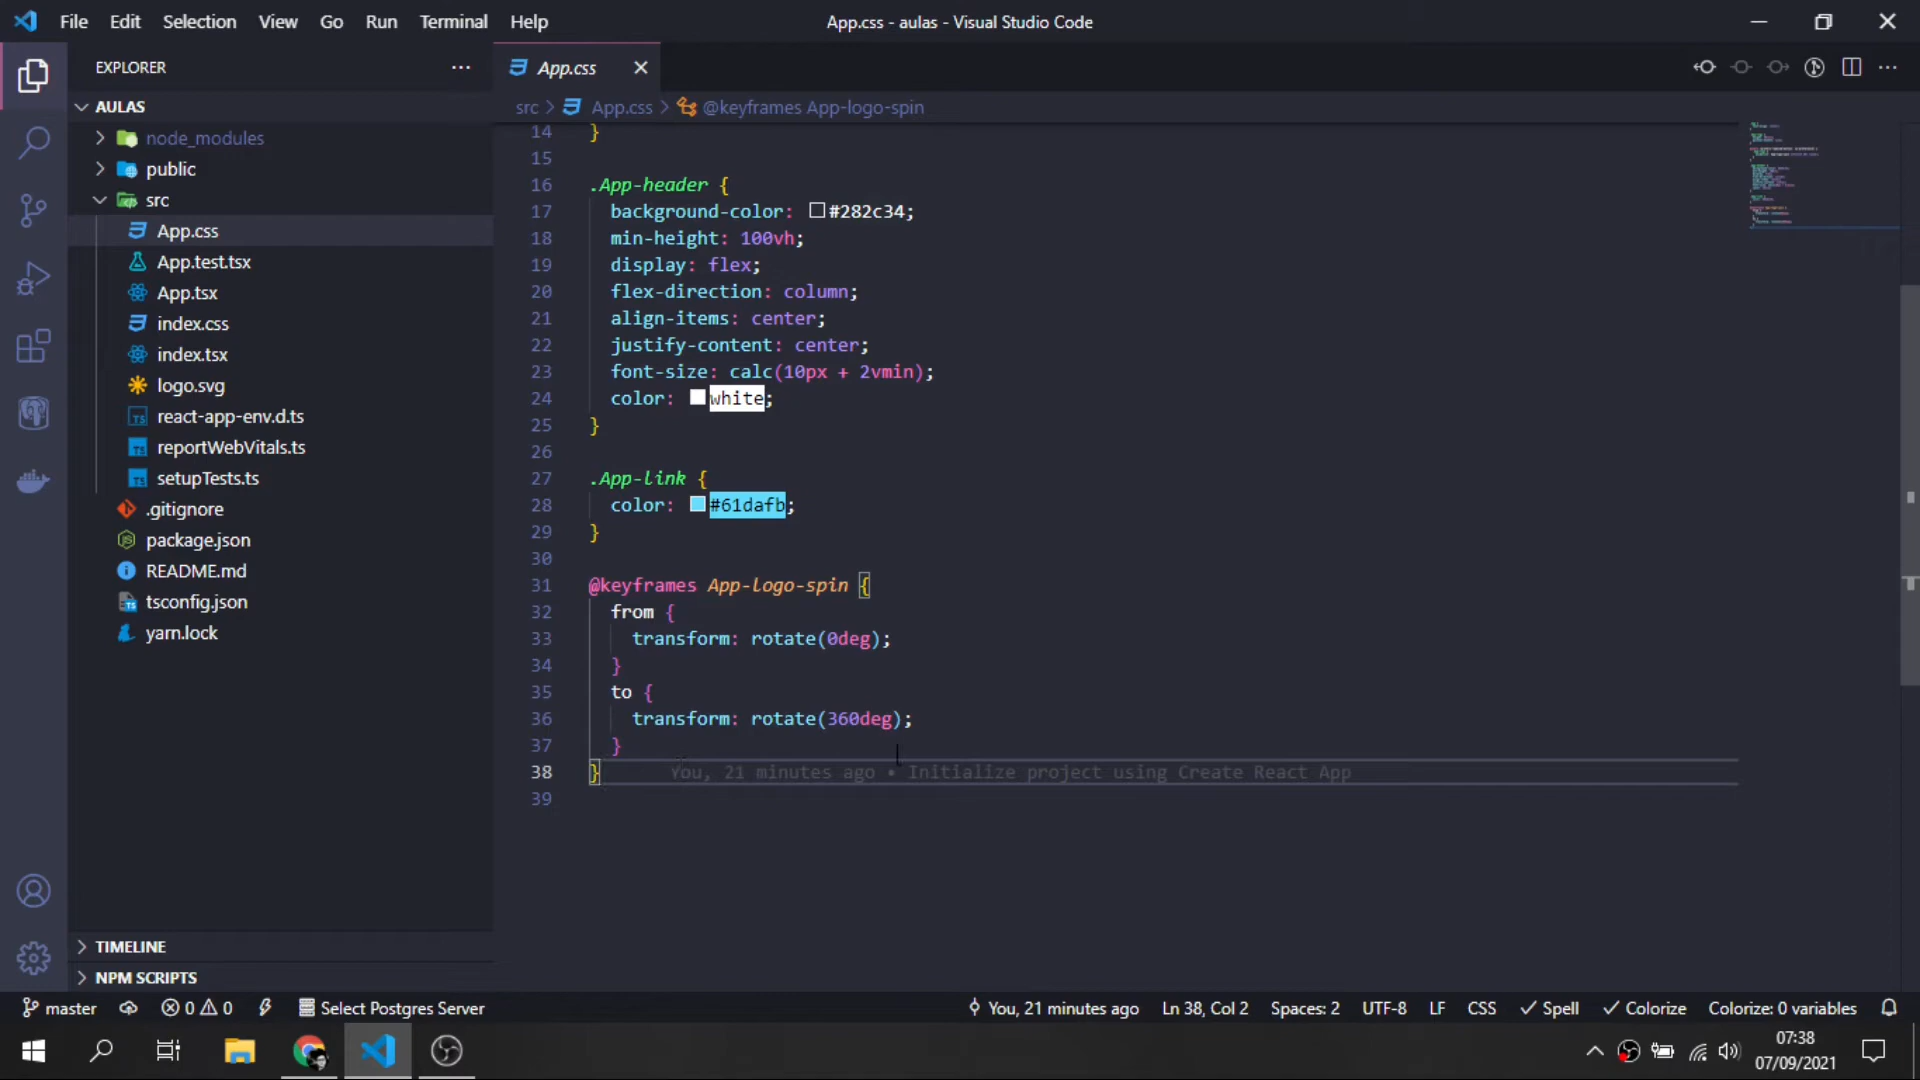 File Edit Selection View Go Run Terminal Help
App.css - aulas - Visual Studio Code
EXPLORER
AULAS
node_modules
public
src
App.css
App.test.tsx
App.tsx
index.css
index.tsx
logo.svg
react-app-env.d.ts
reportWebVitals.ts
setupTests.ts
.gitignore
package.json
README.md
tsconfig.json
yarn.lock
TIMELINE
NPM SCRIPTS
App.css
src > App.css > @keyframes App-logo-spin
14 }
15
16 .App-header {
17 background-color: #282c34;
18 min-height: 100vh;
19 display: flex;
20 flex-direction: column;
21 align-items: center;
22 justify-content: center;
23 font-size: calc(10px + 2vmin);
24 color: white;
25 }
26
27 .App-link {
28 color: #61dafb;
29 }
30
31 @keyframes App-logo-spin {
32 from {
33 transform: rotate(0deg);
34 }
35 to {
36 transform: rotate(360deg);
37 }
38 } You, 21 minutes ago • Initialize project using Create React App
39
master 0 0 Select Postgres Server You, 21 minutes ago Ln 38, Col 2 Spaces: 2 UTF-8 LF CSS Spell Colorize Colorize: 0 variables
07:38
07/09/2021